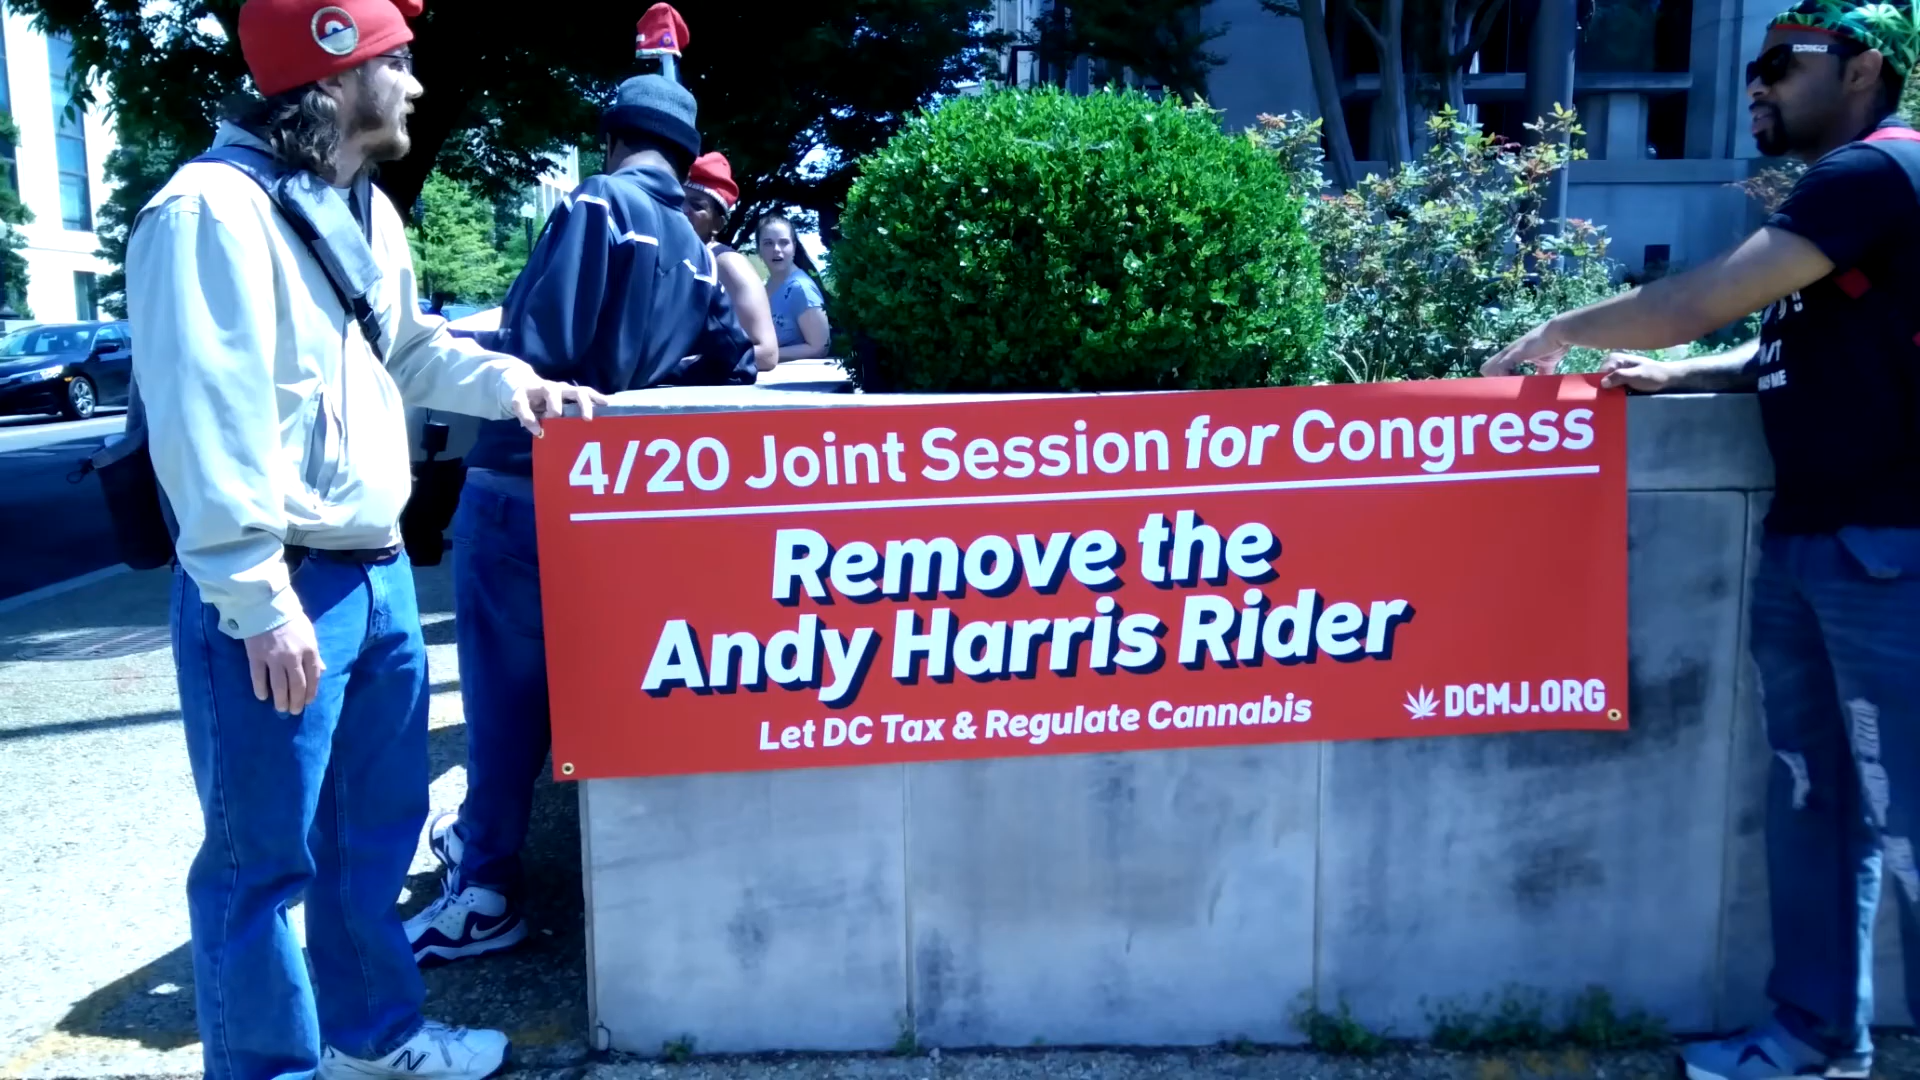 4/20 Joint Session for Congress
Remove the
Andy Harris Rider
Let DC Tax & Regulate Cannabis
DCMJ.ORG